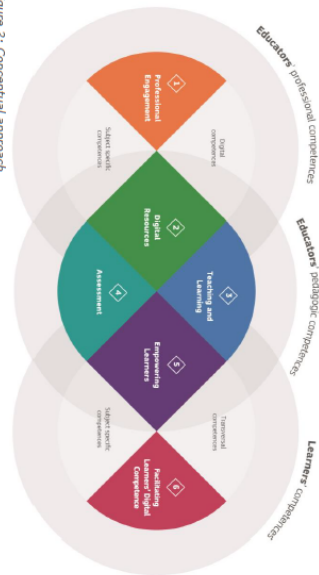 Educators' professional competences
Educators' pedagogic competences
Learners' competences
1
Professional
Engagement
Digital
competences
Subject specific
competences
2
Digital
Resources
3
Teaching and
Learning
4
Assessment
5
Empowering
Learners
Transversal
competences
Subject specific
competences
6
Facilitating
Learners' Digital
Competence
2: Conceptual approach